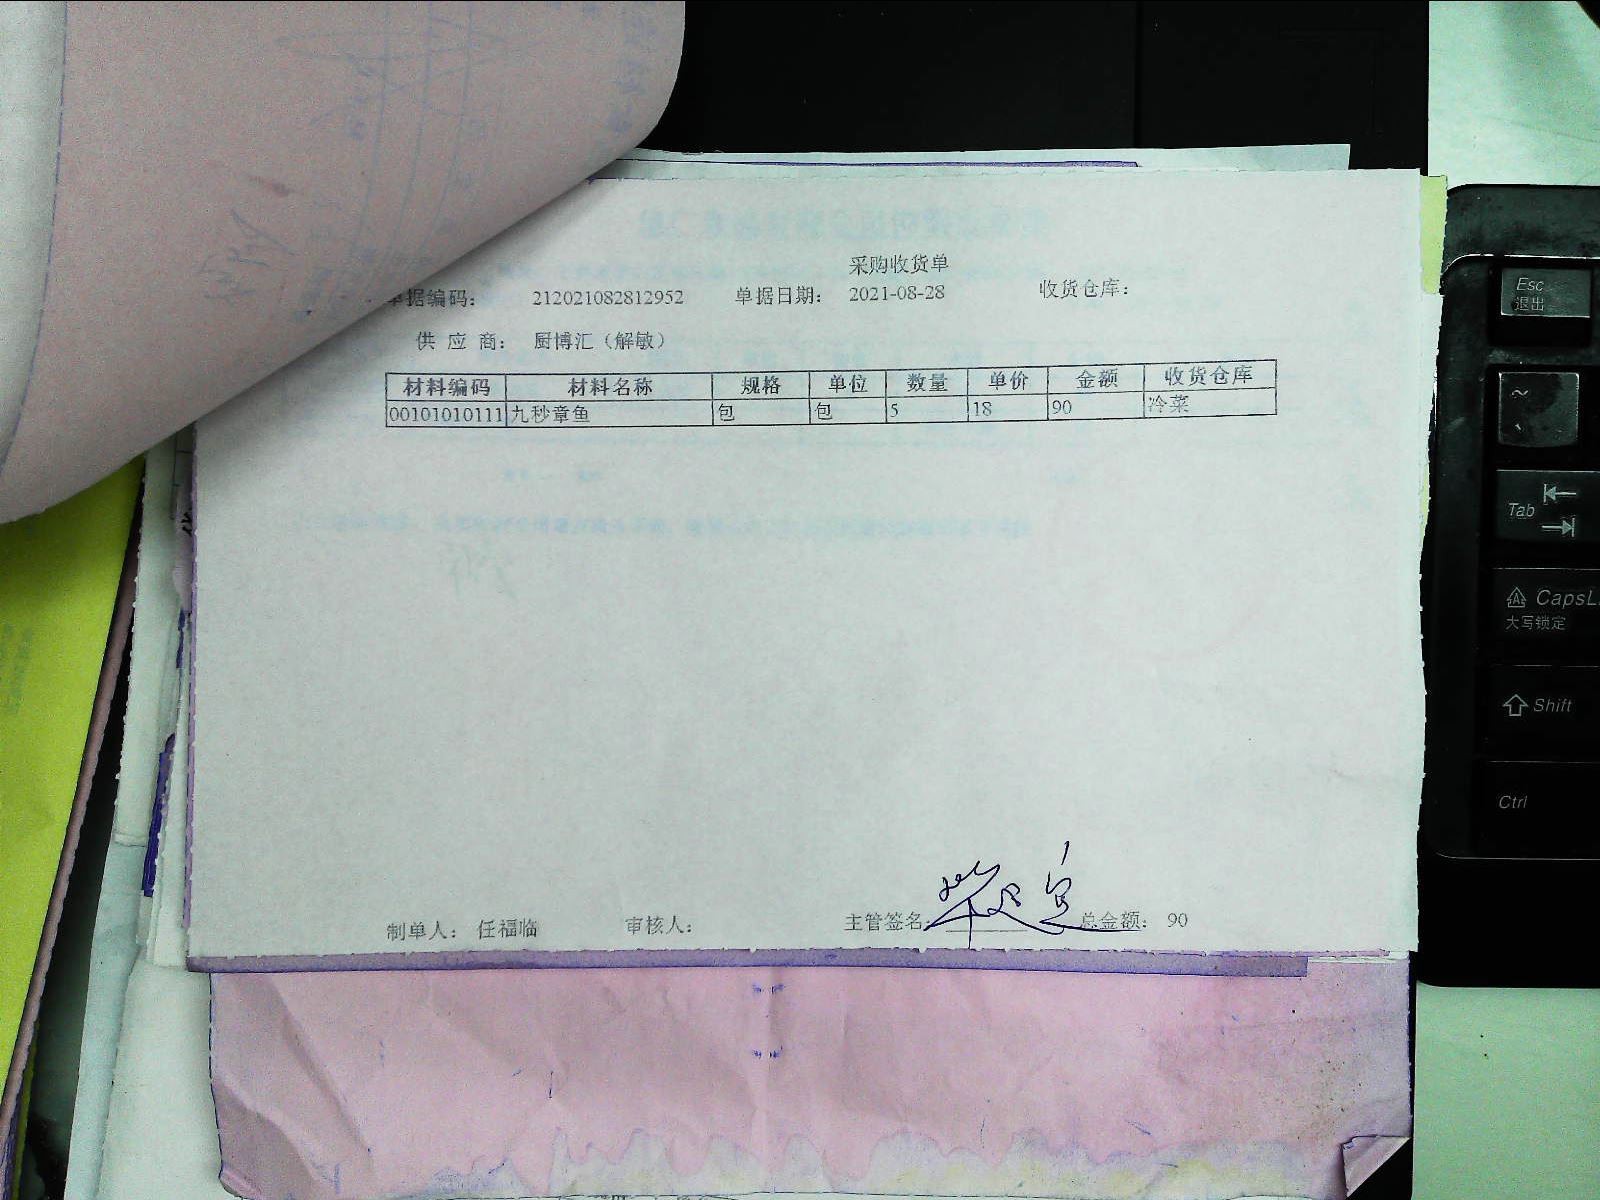 采购收货单
单据编码： 212021082812952 单据日期： 2021-08-28 收货仓库：
供 应 商： 厨博汇（解敏）
材料编码 材料名称 规格 单位 数量 单价 金额 收货仓库
00101010111 九秒章鱼 包 包 5 18 90 冷菜
制单人： 任福临 审核人： 主管签名： 总金额： 90
Esc
退出
~
Tab
CapsL
大写锁定
Shift
Ctrl